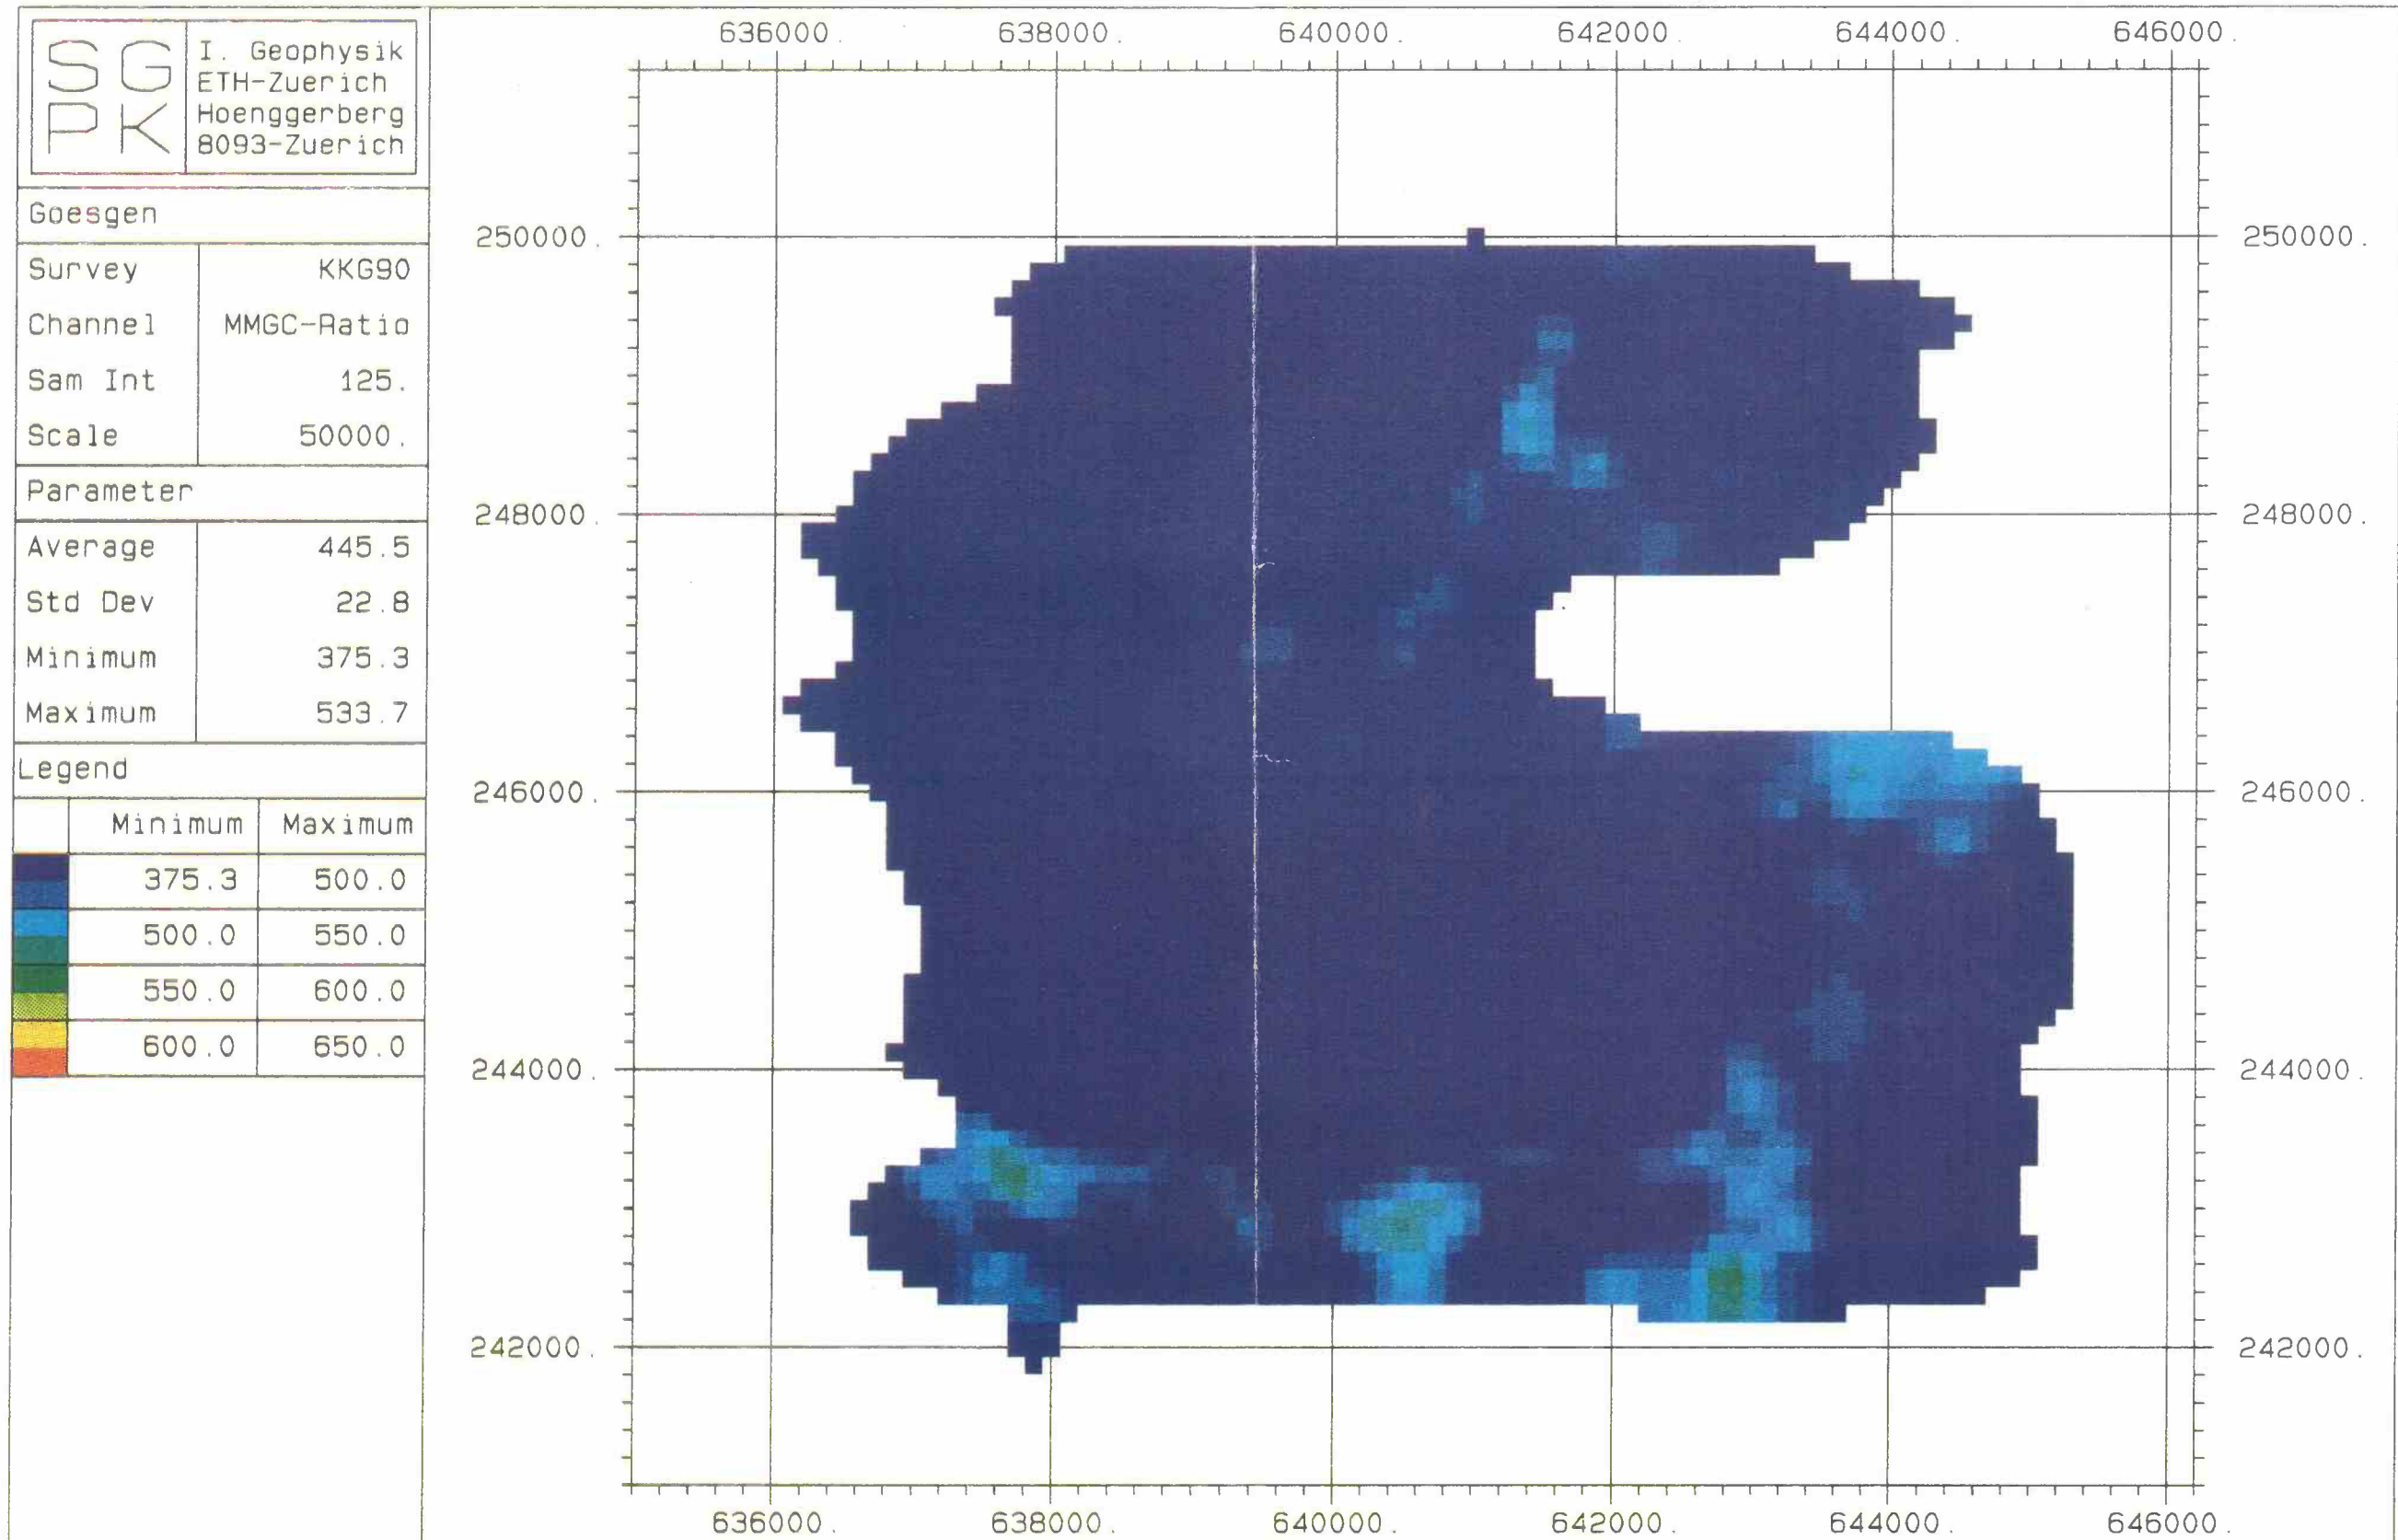 SG
PK
I. Geophysik
ETH-Zuerich
Hoenggerberg
8093-Zuerich
Goesgen
Survey KKG90
Channel MMGC-Ratio
Sam Int 125.
Scale 50000.
Parameter
Average 445.5
Std Dev 22.8
Minimum 375.3
Maximum 533.7
Legend
Minimum Maximum
375.3 500.0
500.0 550.0
550.0 600.0
600.0 650.0
636000. 638000. 640000. 642000. 644000. 646000.
250000. 250000.
248000. 248000.
246000. 246000.
244000. 244000.
242000. 242000.
636000. 638000. 640000. 642000. 644000. 646000.